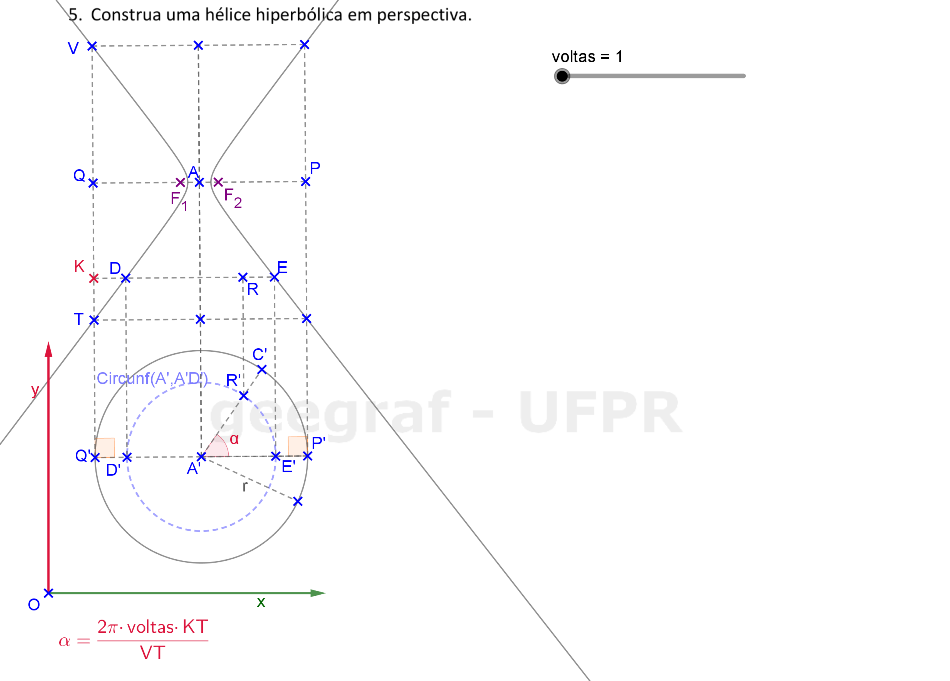 5. Construa uma hélice hiperbólica em perspectiva.
V
voltas = 1
Q
A
P
F₁
F₂
K
D
E
R
T
C'
Circunf(A',A'D')
R'
y
geegraf - UFPR
α
P'
Q'
D'
A'
E'
r
O
x
α = 2π· voltas· KT / VT